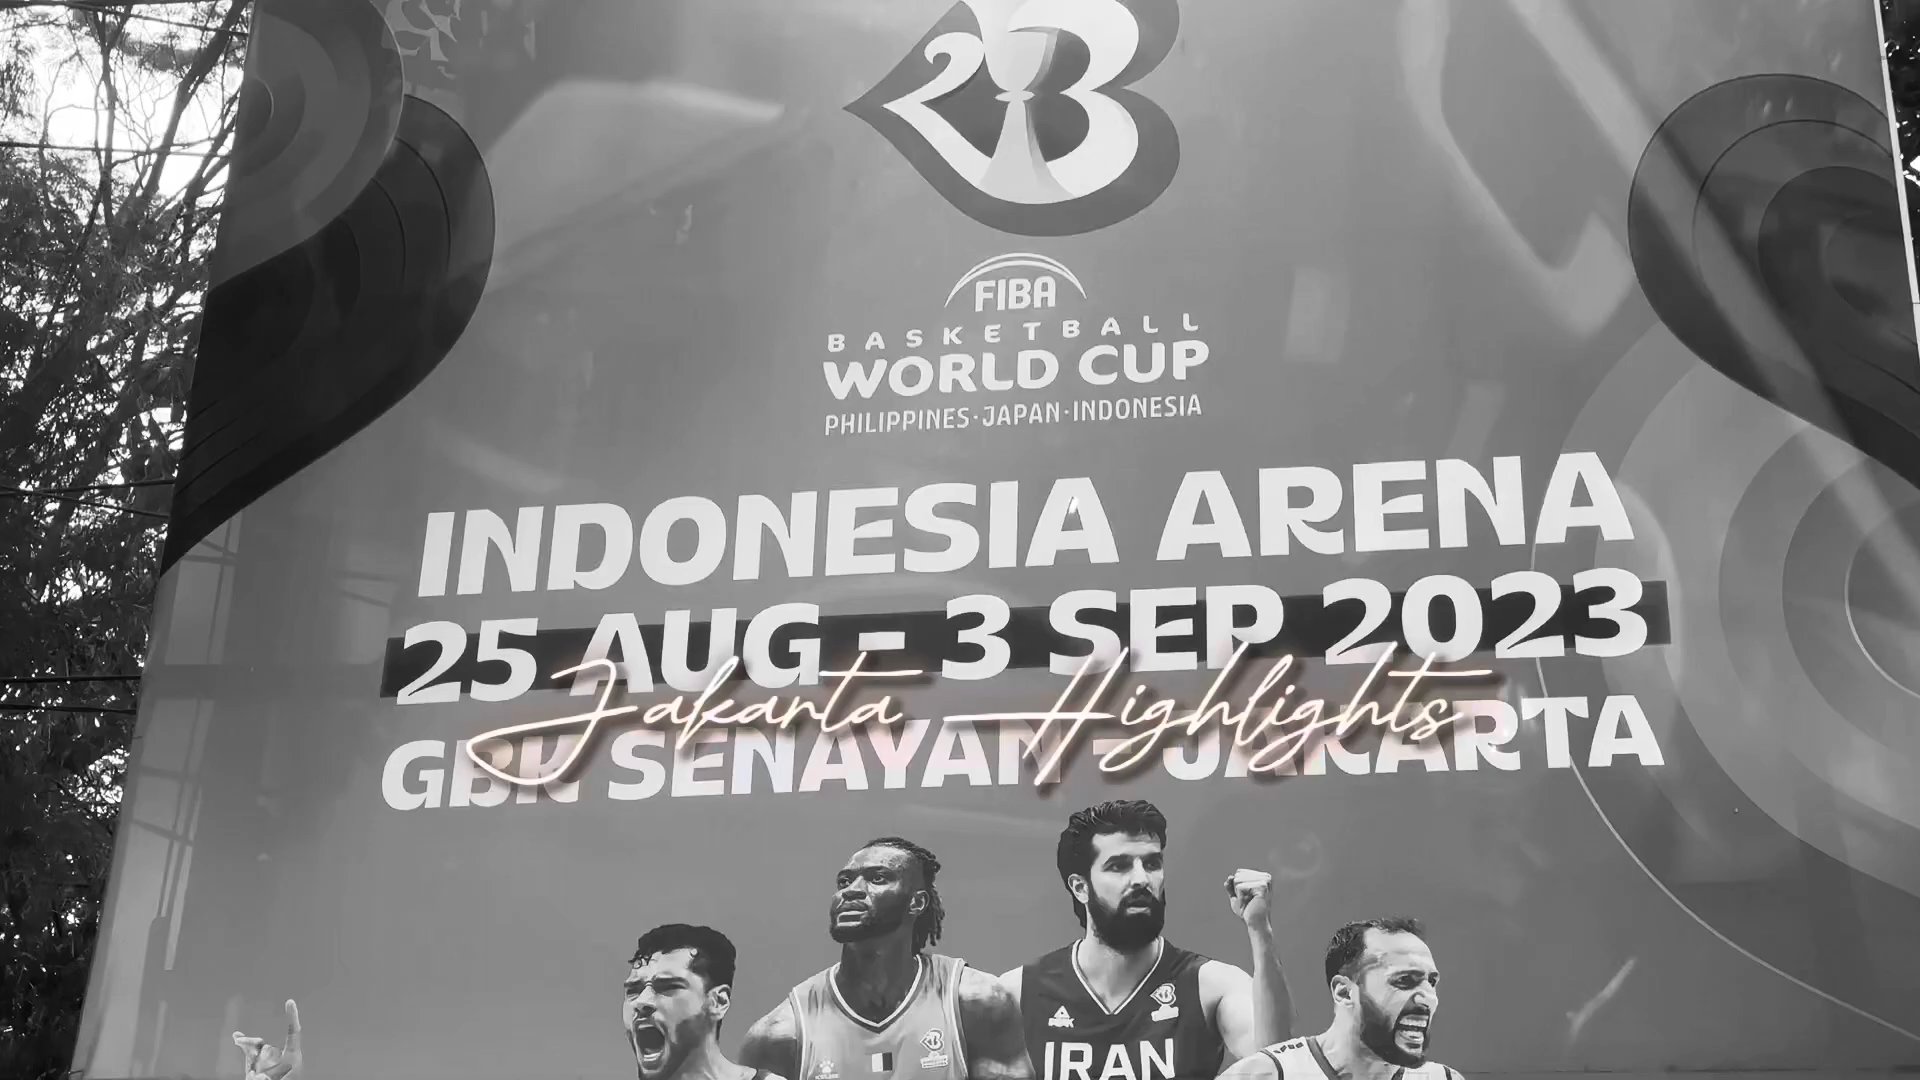 23
FIBA
BASKETBALL
WORLD CUP
PHILIPPINES·JAPAN·INDONESIA
INDONESIA ARENA
25 AUG - 3 SEP 2023
Jakarta Highlights
GBK SENAYAN - JAKARTA
PEAK
IRAN